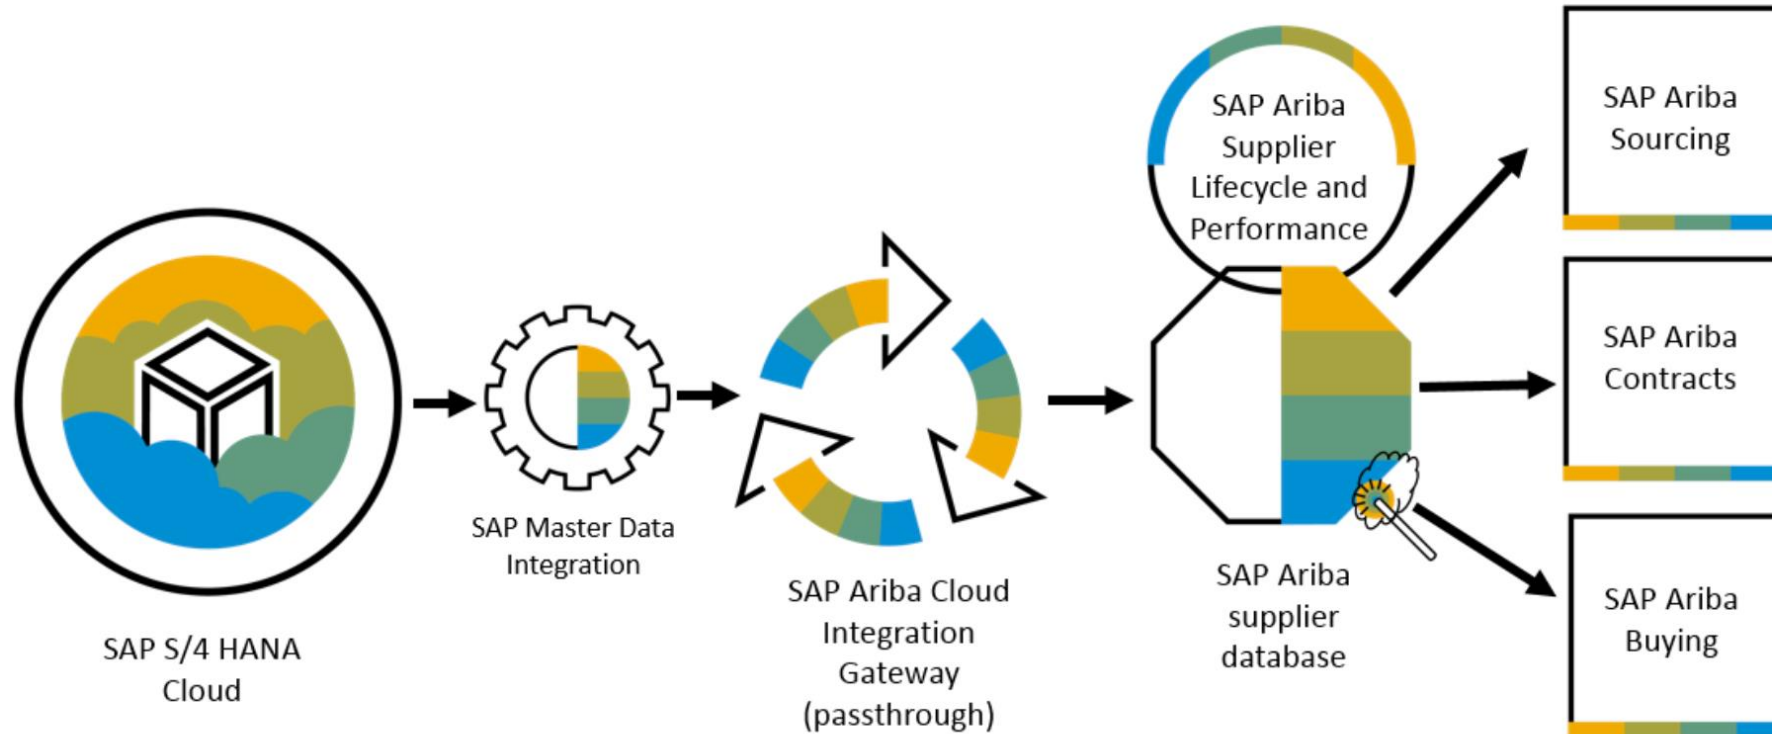 SAP S/4 HANA
Cloud
SAP Master Data
Integration
SAP Ariba Cloud
Integration
Gateway
(passthrough)
SAP Ariba
Supplier
Lifecycle and
Performance
SAP Ariba
supplier
database
SAP Ariba
Sourcing
SAP Ariba
Contracts
SAP Ariba
Buying